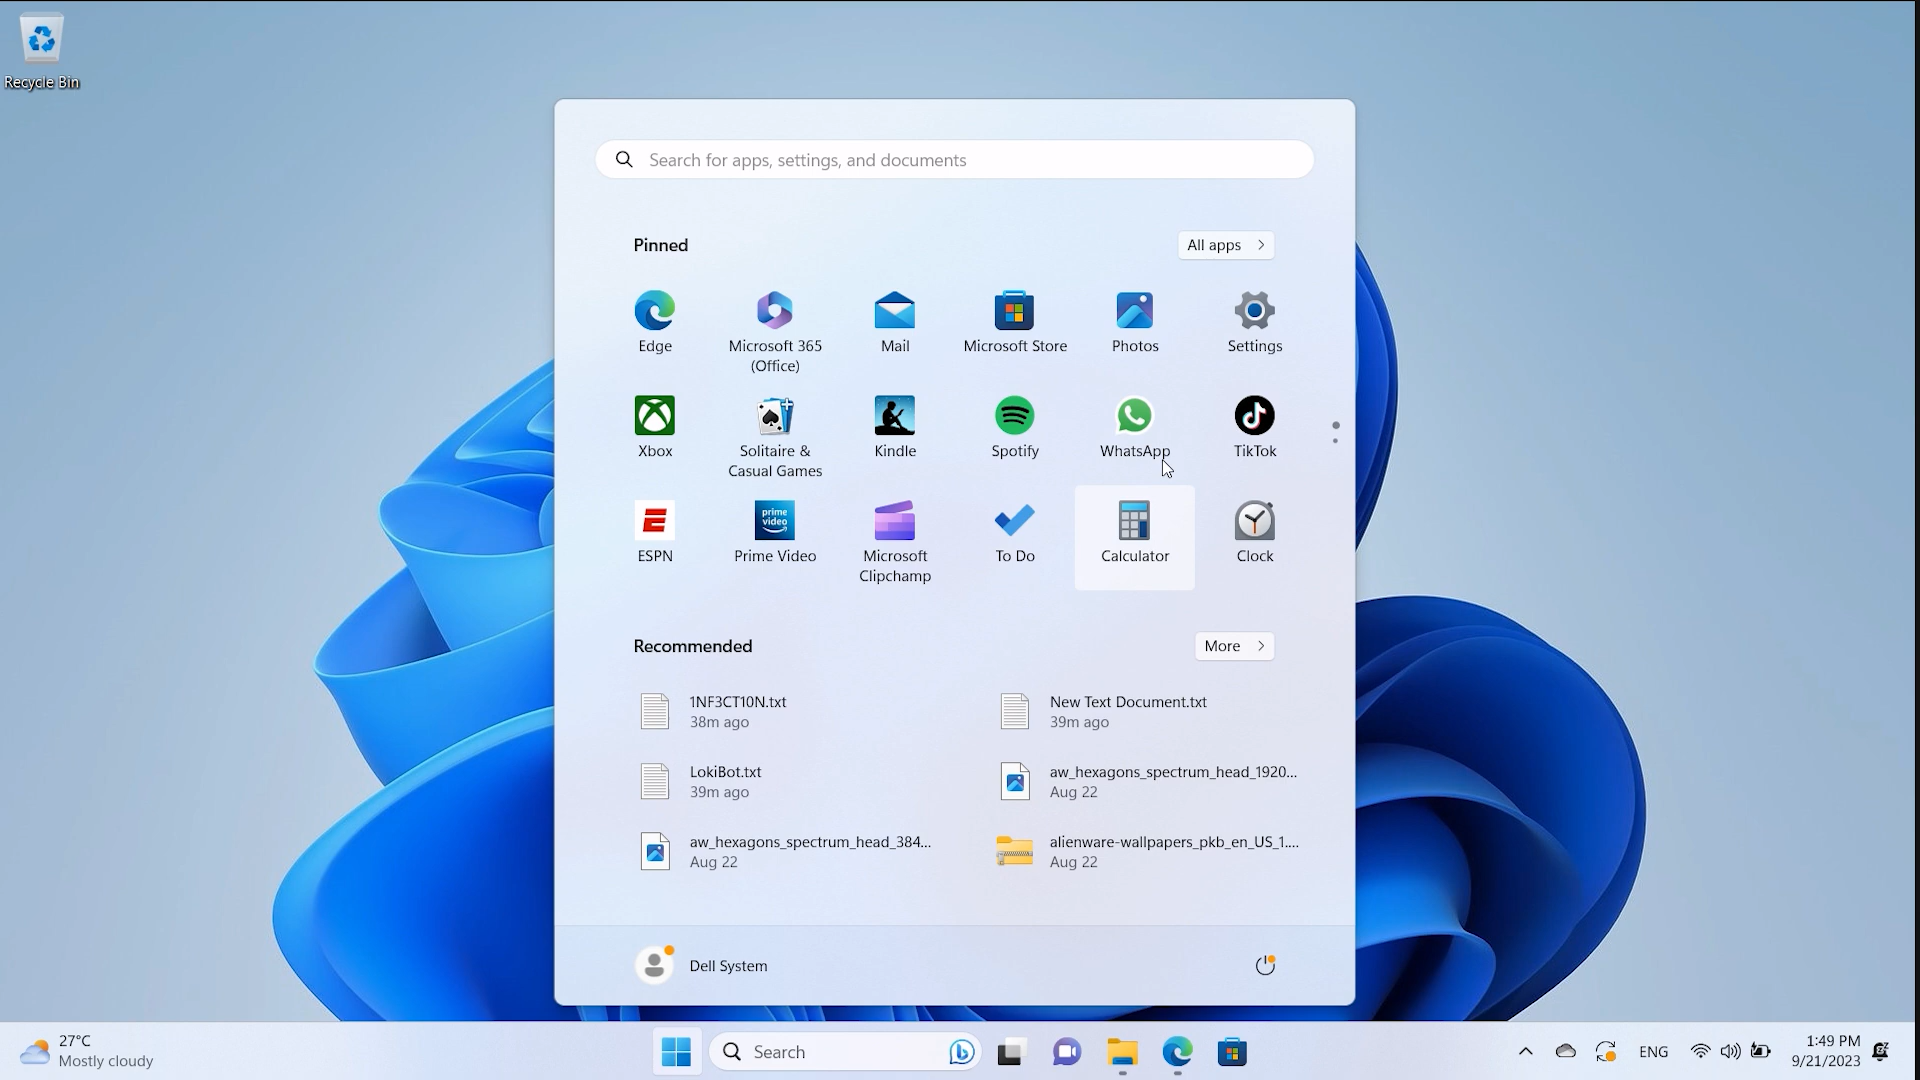 Recycle Bin
Search for apps, settings, and documents
Pinned
All apps
Edge
Microsoft 365
(Office)
Mail
Microsoft Store
Photos
Settings
Xbox
Solitaire &
Casual Games
Kindle
Spotify
WhatsApp
TikTok
ESPN
prime
video
Prime Video
Microsoft
Clipchamp
To Do
Calculator
Clock
Recommended
More
1NF3CT10N.txt
38m ago
New Text Document.txt
39m ago
LokiBot.txt
39m ago
aw_hexagons_spectrum_head_1920...
Aug 22
aw_hexagons_spectrum_head_384...
Aug 22
alienware-wallpapers_pkb_en_US_1....
Aug 22
Dell System
27°C
Mostly cloudy
Search
ENG
1:49 PM
9/21/2023